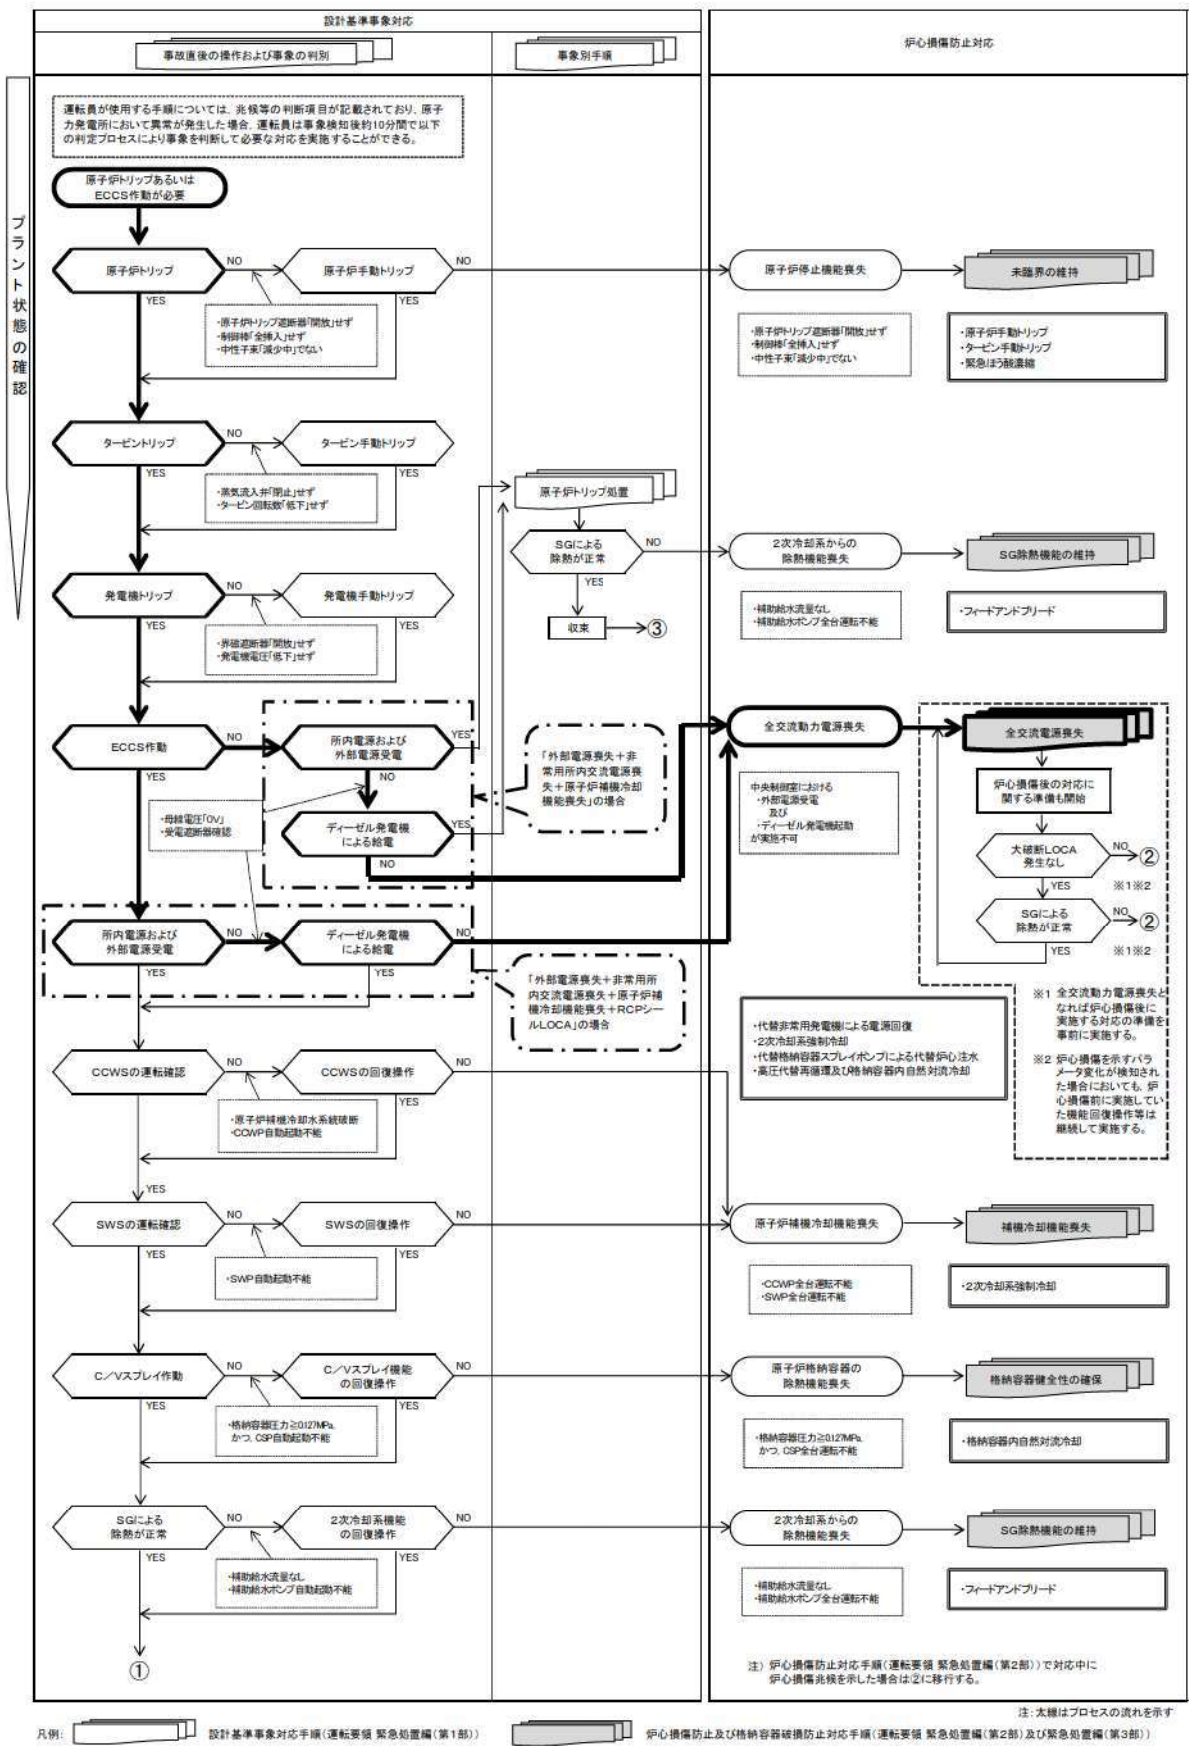 設計基準事象対応
事故直後の操作および事象の判別
事象別手順
炉心損傷防止対応
プラント状態の確認
運転員が使用する手順については、兆候等の判断項目が記載されており、原子
力発電所において異常が発生した場合、運転員は事象検知後約10分間で以下
の判定プロセスにより事象を判断して必要な対応を実施することができる。
原子炉トリップあるいは
ECCS作動が必要
原子炉トリップ
NO
原子炉手動トリップ
NO
原子炉停止機能喪失
未臨界の維持
YES
YES
・原子炉トリップ遮断器「開放」せず
・制御棒「全挿入」せず
・中性子束「減少中」でない
・原子炉トリップ遮断器「開放」せず
・制御棒「全挿入」せず
・中性子束「減少中」でない
・原子炉手動トリップ
・タービン手動トリップ
・緊急ほう酸濃縮
タービントリップ
NO
タービン手動トリップ
YES
YES
・蒸気流入弁「閉止」せず
・タービン回転数「低下」せず
原子炉トリップ処置
SGによる
除熱が正常
NO
2次冷却系からの
除熱機能喪失
SG除熱機能の維持
YES
収束
③
・補助給水流量なし
・補助給水ポンプ全台運転不能
・フィードアンドブリード
発電機トリップ
NO
発電機手動トリップ
YES
YES
・界磁遮断器「開放」せず
・発電機電圧「低下」せず
ECCS作動
NO
所内電源および
外部電源受電
YES
YES
NO
「外部電源喪失+非
常用所内交流電源喪
失+原子炉補機冷却
機能喪失」の場合
全交流動力電源喪失
全交流電源喪失
・母線電圧「0V」
・受電遮断器確認
ディーゼル発電機
による給電
YES
NO
中央制御室における
・外部電源受電
及び
・ディーゼル発電機起動
が実施不可
炉心損傷後の対応に
関する準備も開始
大破断LOCA
発生なし
NO
②
YES
※1※2
SGによる
除熱が正常
NO
②
YES
※1※2
所内電源および
外部電源受電
NO
ディーゼル発電機
による給電
NO
YES
YES
「外部電源喪失+非常用所
内交流電源喪失+原子炉補
機冷却機能喪失+RCPシー
ルLOCA」の場合
※1 全交流動力電源喪失と
なれば炉心損傷後に
実施する対応の準備を
事前に実施する。
※2 炉心損傷を示すパラ
メータ変化が検知され
た場合においても、炉
心損傷前に実施してい
た機能回復操作等は
継続して実施する。
・代替非常用発電機による電源回復
・2次冷却系強制冷却
・代替格納容器スプレイポンプによる代替炉心注水
・高圧代替再循環及び格納容器内自然対流冷却
CCWSの運転確認
NO
CCWSの回復操作
NO
YES
・原子炉補機冷却水系統破断
・CCWP自動起動不能
YES
SWSの運転確認
NO
SWSの回復操作
NO
原子炉補機冷却機能喪失
補機冷却機能喪失
YES
YES
・SWP自動起動不能
・CCWP全台運転不能
・SWP全台運転不能
・2次冷却系強制冷却
C/Vスプレイ作動
NO
C/Vスプレイ機能
の回復操作
NO
原子炉格納容器の
除熱機能喪失
格納容器健全性の確保
YES
YES
・格納容器圧力≧0.127MPa、
かつ、CSP自動起動不能
・格納容器圧力≧0.127MPa、
かつ、CSP全台運転不能
・格納容器内自然対流冷却
SGによる
除熱が正常
NO
2次冷却系機能
の回復操作
NO
2次冷却系からの
除熱機能喪失
SG除熱機能の維持
YES
YES
・補助給水流量なし
・補助給水ポンプ自動起動不能
・補助給水流量なし
・補助給水ポンプ全台運転不能
・フィードアンドブリード
①
注) 炉心損傷防止対応手順(運転要領 緊急処置編(第2部))で対応中に
炉心損傷兆候を示した場合は②に移行する。
注:太線はプロセスの流れを示す
凡例: 設計基準事象対応手順(運転要領 緊急処置編(第1部)) 炉心損傷防止及び格納容器破損防止対応手順(運転要領 緊急処置編(第2部)及び緊急処置編(第3部))